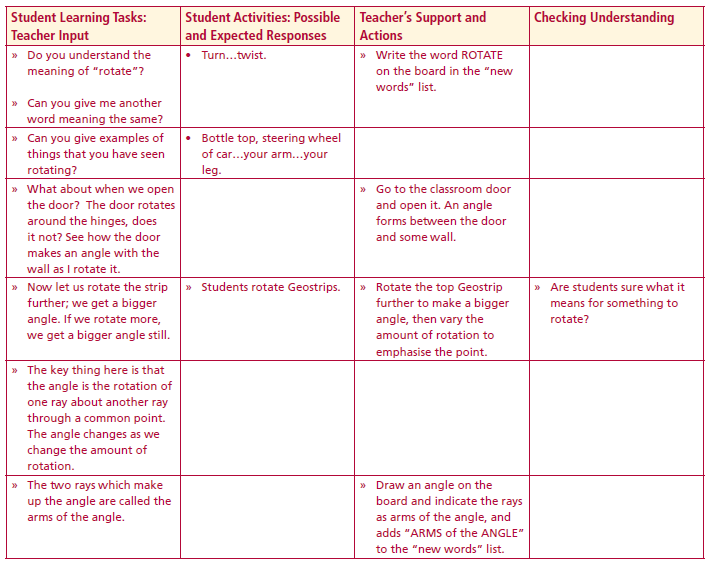 Student Learning Tasks:
Teacher Input
Student Activities: Possible
and Expected Responses
Teacher's Support and
Actions
Checking Understanding
» Do you understand the
meaning of "rotate"?
» Can you give me another
word meaning the same?
• Turn…twist.
» Write the word ROTATE
on the board in the "new
words" list.
» Can you give examples of
things that you have seen
rotating?
• Bottle top, steering wheel
of car…your arm…your
leg.
» What about when we open
the door? The door rotates
around the hinges, does
it not? See how the door
makes an angle with the
wall as I rotate it.
» Go to the classroom door
and open it. An angle
forms between the door
and some wall.
» Now let us rotate the strip
further; we get a bigger
angle. If we rotate more,
we get a bigger angle still.
» Students rotate Geostrips.
» Rotate the top Geostrip
further to make a bigger
angle, then vary the
amount of rotation to
emphasise the point.
» Are students sure what it
means for something to
rotate?
» The key thing here is that
the angle is the rotation of
one ray about another ray
through a common point.
The angle changes as we
change the amount of
rotation.
» The two rays which make
up the angle are called the
arms of the angle.
» Draw an angle on the
board and indicate the rays
as arms of the angle, and
adds "ARMS of the ANGLE"
to the "new words" list.